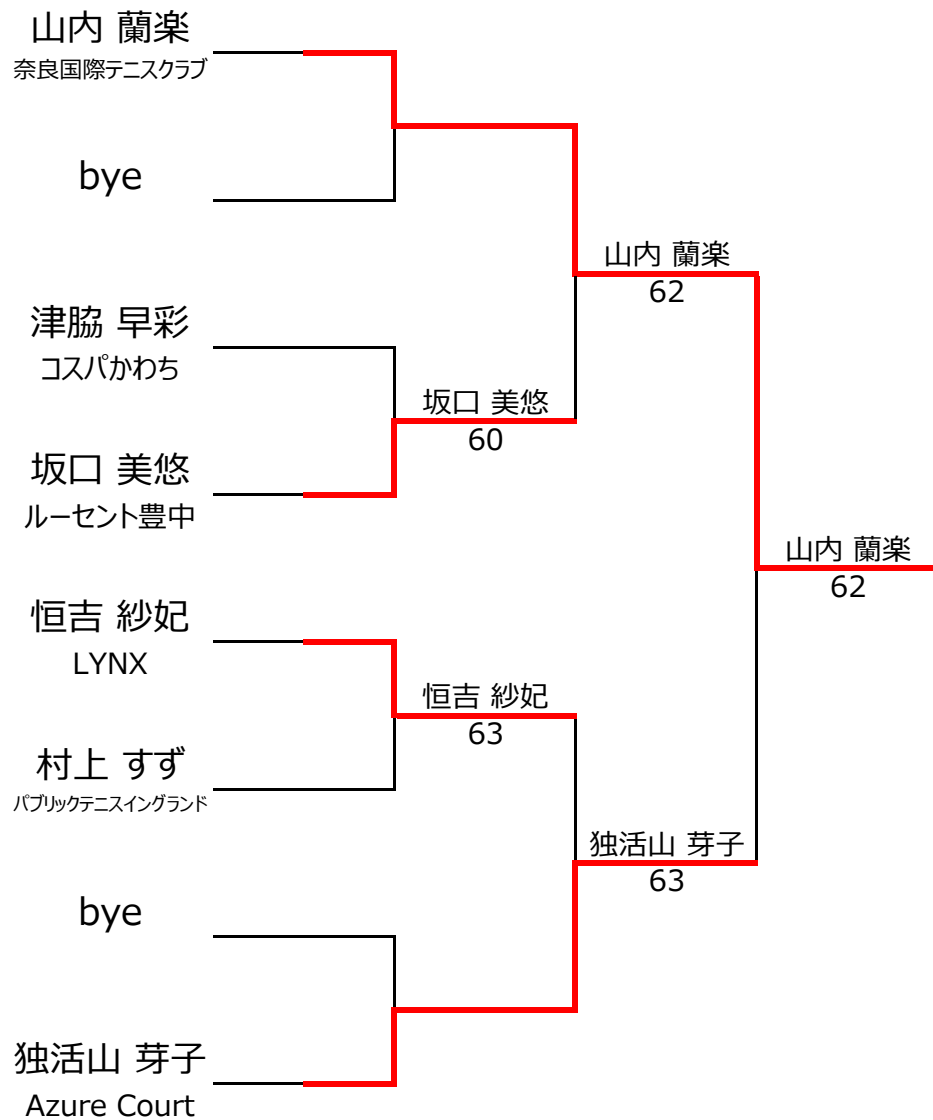 山内 蘭楽
奈良国際テニスクラブ
bye
山内 蘭楽
62
津脇 早彩
コスパかわち
坂口 美悠
60
坂口 美悠
ルーセント豊中
山内 蘭楽
62
恒吉 紗妃
LYNX
恒吉 紗妃
63
村上 すず
パブリックテニスイングランド
独活山 芽子
63
bye
独活山 芽子
Azure Court